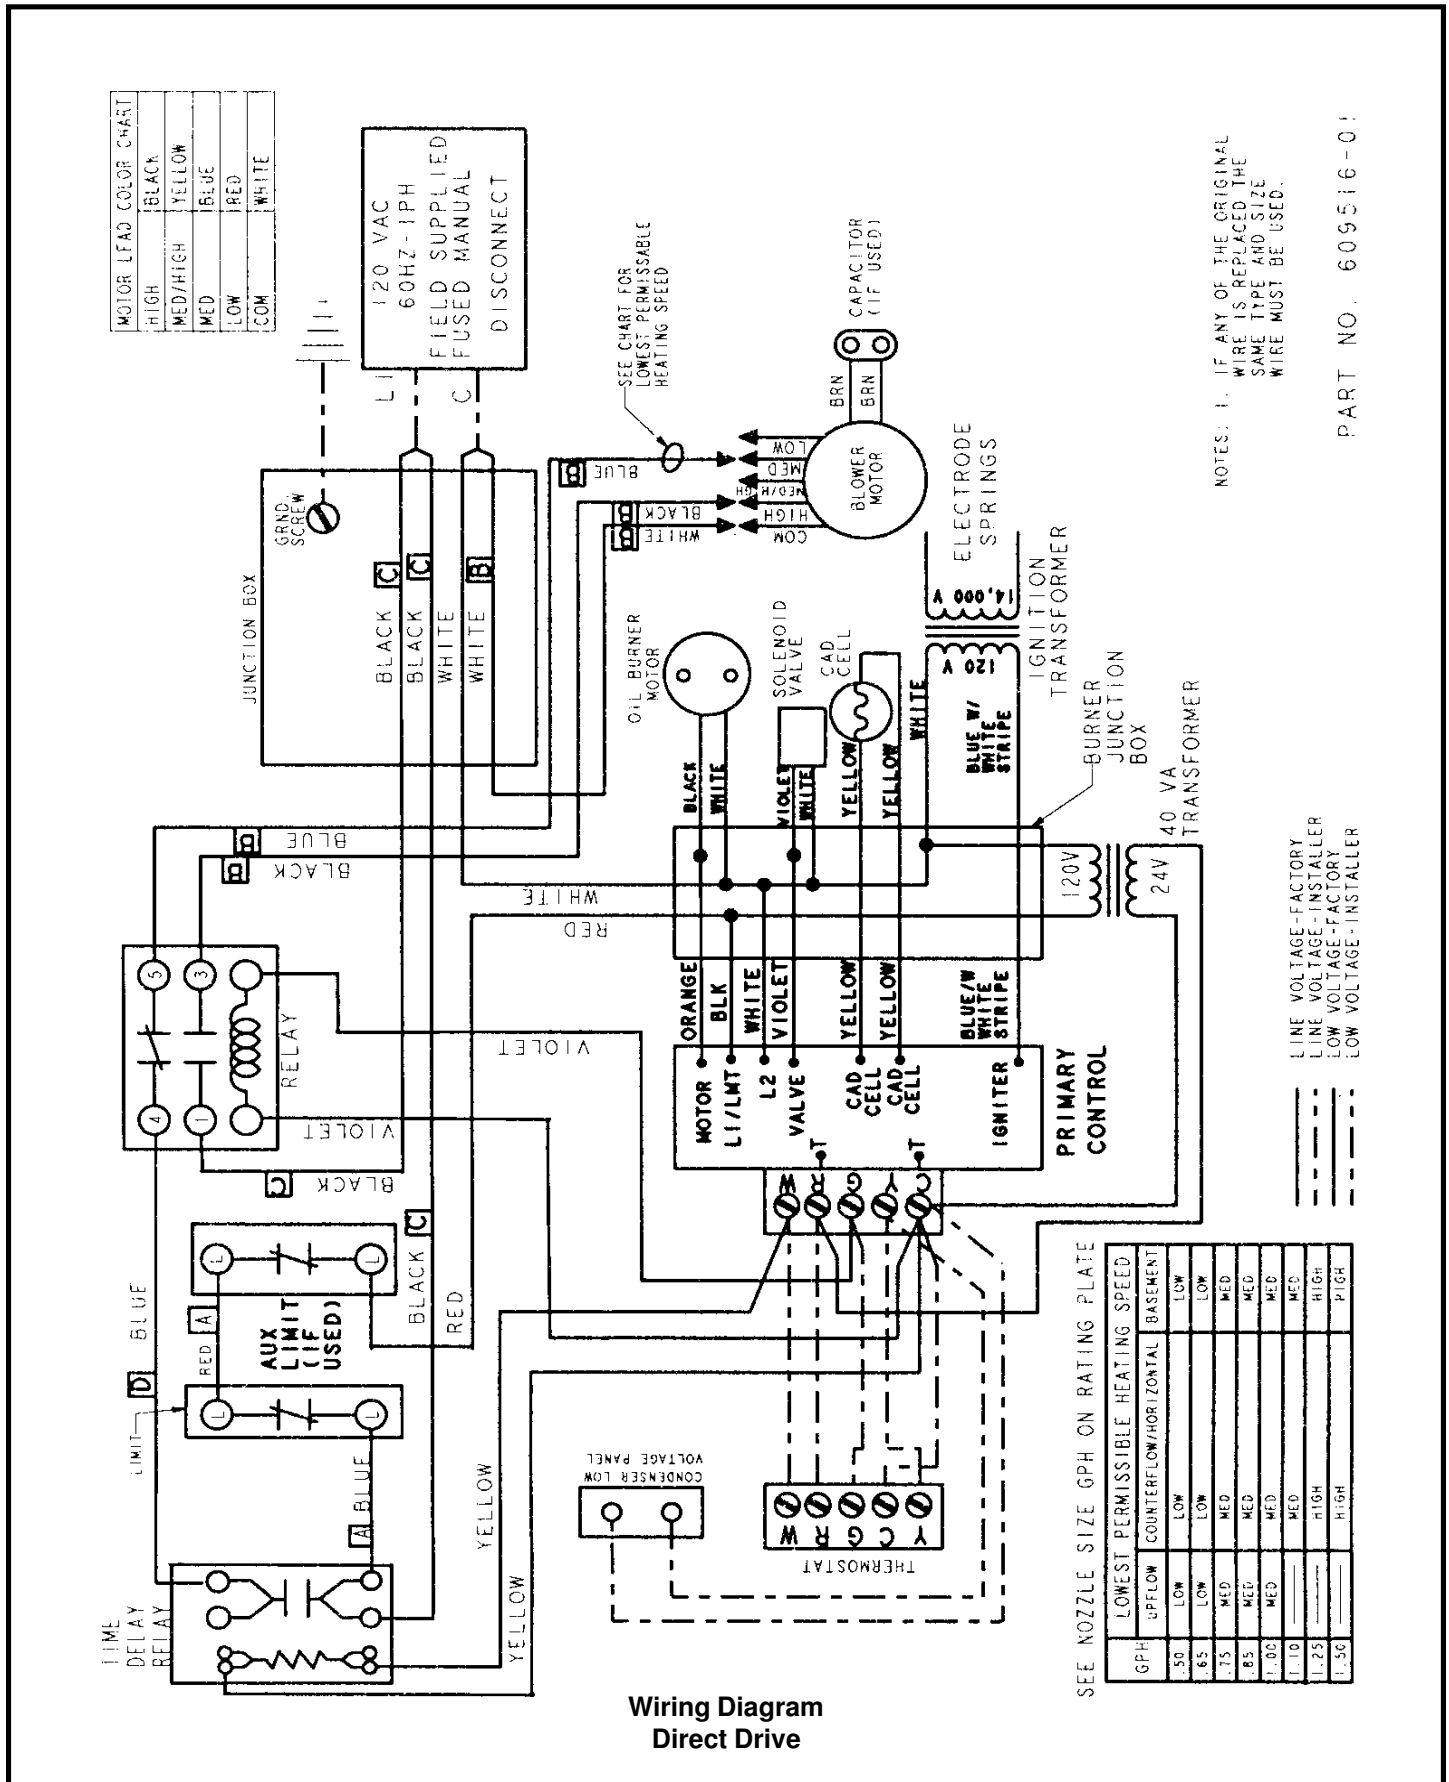 MOTOR LEAD COLOR CHART
HIGH BLACK
MED/HIGH YELLOW
MED BLUE
LOW RED
COM WHITE
120 VAC
60HZ-1PH
FIELD SUPPLIED
FUSED MANUAL
DISCONNECT
L1
C
GRND
SCREW
JUNCTION BOX
BLACK
C
BLACK
C
WHITE
WHITE
B
SEE CHART FOR
LOWEST PERMISSABLE
HEATING SPEED
BLUE
B
BLACK
B
WHITE
B
LOW
MED
MED/HIGH
HIGH
COM
BLOWER
MOTOR
BRN
BRN
CAPACITOR
(IF USED)
OIL BURNER
MOTOR
SOLENOID
VALVE
CAD
CELL
ELECTRODE
SPRINGS
14,000 V
120 V
IGNITION
TRANSFORMER
BLACK
WHITE
VIOLET
WHITE
YELLOW
YELLOW
WHITE
BLUE W/
WHITE
STRIPE
BURNER
JUNCTION
BOX
40 VA
TRANSFORMER
120V
24V
BLUE
B
BLACK
B
WHITE
RED
5
3
4
1
RELAY
VIOLET
VIOLET
BLACK
C
ORANGE
BLK
WHITE
VIOLET
YELLOW
YELLOW
BLUE/W
WHITE
STRIPE
MOTOR
L1/LMT
L2
VALVE
CAD
CELL
CAD
CELL
IGNITER
T
T
PRIMARY
CONTROL
W
R
G
Y
C
L
L
AUX
LIMIT
(IF
USED)
RED
A
BLUE
D
LIMIT
L
L
BLACK
C
RED
BLUE
A
YELLOW
YELLOW
TIME
DELAY
RELAY
CONDENSER LOW
VOLTAGE PANEL
W
R
G
C
Y
THERMOSTAT
LINE VOLTAGE-FACTORY
LINE VOLTAGE-INSTALLER
LOW VOLTAGE-FACTORY
LOW VOLTAGE-INSTALLER
NOTES: 1. IF ANY OF THE ORIGINAL
WIRE IS REPLACED THE
SAME TYPE AND SIZE
WIRE MUST BE USED.
PART NO. 609516-01
SEE NOZZLE SIZE GPH ON RATING PLATE
GPH LOWEST PERMISSIBLE HEATING SPEED
UPFLOW COUNTERFLOW/HORIZONTAL BASEMENT
.50 LOW LOW LOW
.65 LOW LOW LOW
.75 MED MED MED
.85 MED MED MED
1.00 MED MED MED
1.10 MED MED
1.25 HIGH HIGH
1.50 HIGH HIGH
Wiring Diagram
Direct Drive